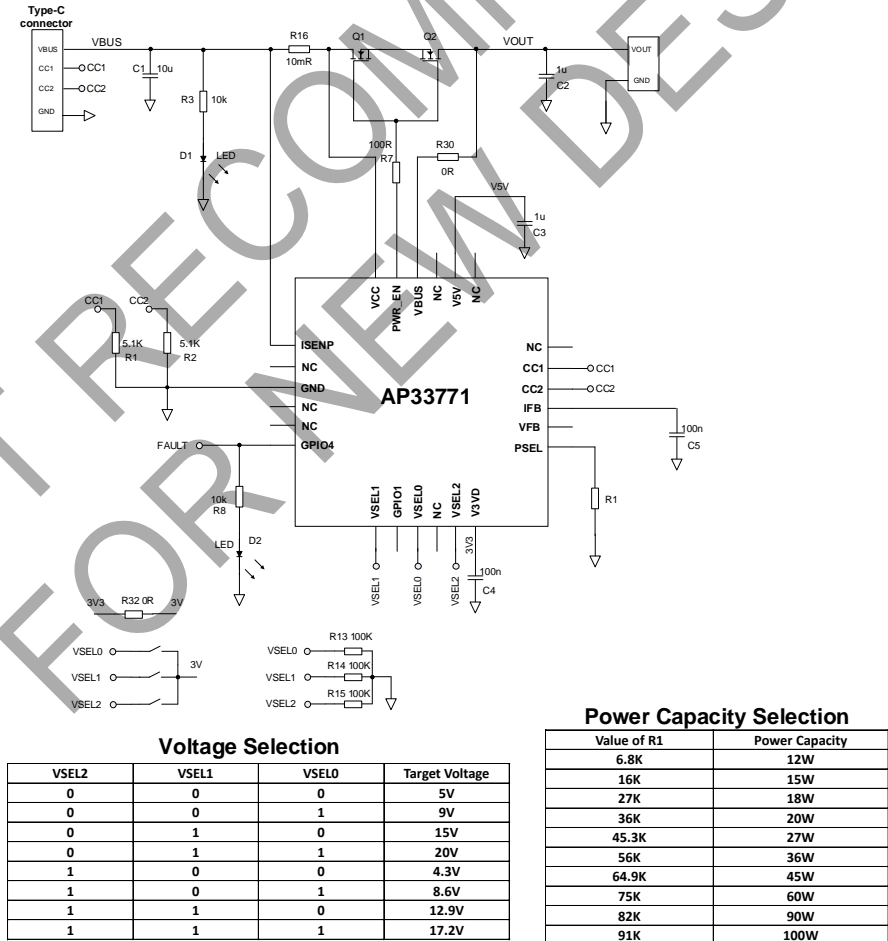 Type-C
connector
VBUS
CC1
CC2
GND
VBUS
CC1
CC2
C1 10u
R3 10k
D1 LED
R16
10mR
Q1
Q2
VOUT
1u
C2
VOUT
GND
100R
R7
R30
0R
V5V
1u
C3
VCC
PWR_EN
VBUS
NC
V5V
NC
CC1
CC2
5.1K
R1
5.1K
R2
ISENP
NC
GND
NC
NC
GPIO4
AP33771
NC
CC1
CC2
IFB
VFB
PSEL
CC1
CC2
100n
C5
R1
FAULT
10k
R8
LED D2
VSEL1
GPIO1
VSEL0
NC
VSEL2
V3VD
VSEL1
VSEL0
VSEL2
3V3
100n
C4
3V3 R32 0R 3V
VSEL0
VSEL1
VSEL2
3V
VSEL0 R13 100K
VSEL1 R14 100K
VSEL2 R15 100K
Voltage Selection
VSEL2 VSEL1 VSEL0 Target Voltage
0 0 0 5V
0 0 1 9V
0 1 0 15V
0 1 1 20V
1 0 0 4.3V
1 0 1 8.6V
1 1 0 12.9V
1 1 1 17.2V
Power Capacity Selection
Value of R1 Power Capacity
6.8K 12W
16K 15W
27K 18W
36K 20W
45.3K 27W
56K 36W
64.9K 45W
75K 60W
82K 90W
91K 100W
FOR NEW DES